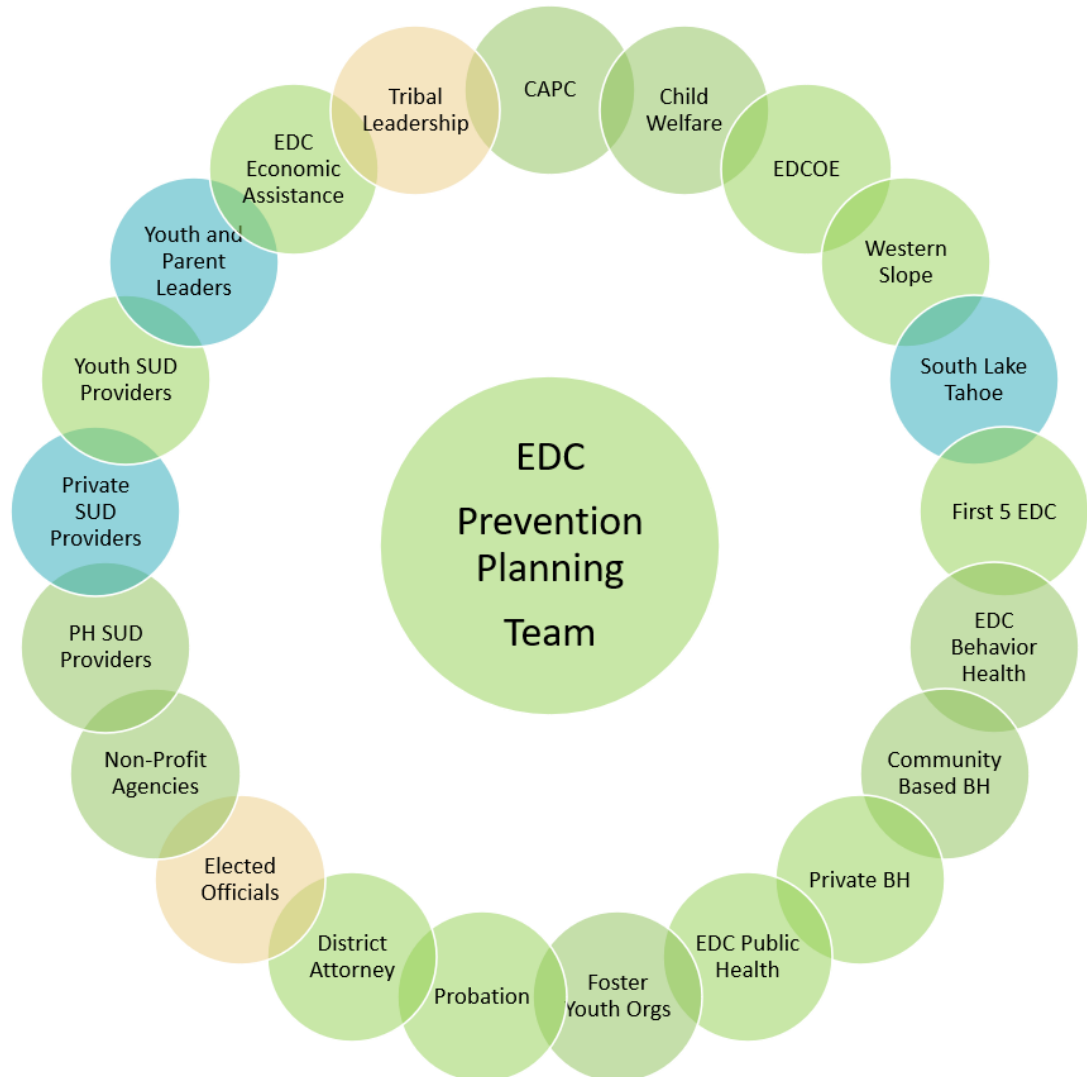 CAPC
Child
Welfare
EDCOE
Western
Slope
South Lake
Tahoe
First 5 EDC
EDC
Behavior
Health
Community
Based BH
Private BH
EDC Public
Health
Foster
Youth Orgs
Probation
District
Attorney
Elected
Officials
Non-Profit
Agencies
PH SUD
Providers
Private
SUD
Providers
Youth SUD
Providers
Youth and
Parent
Leaders
EDC
Economic
Assistance
Tribal
Leadership
EDC
Prevention
Planning
Team